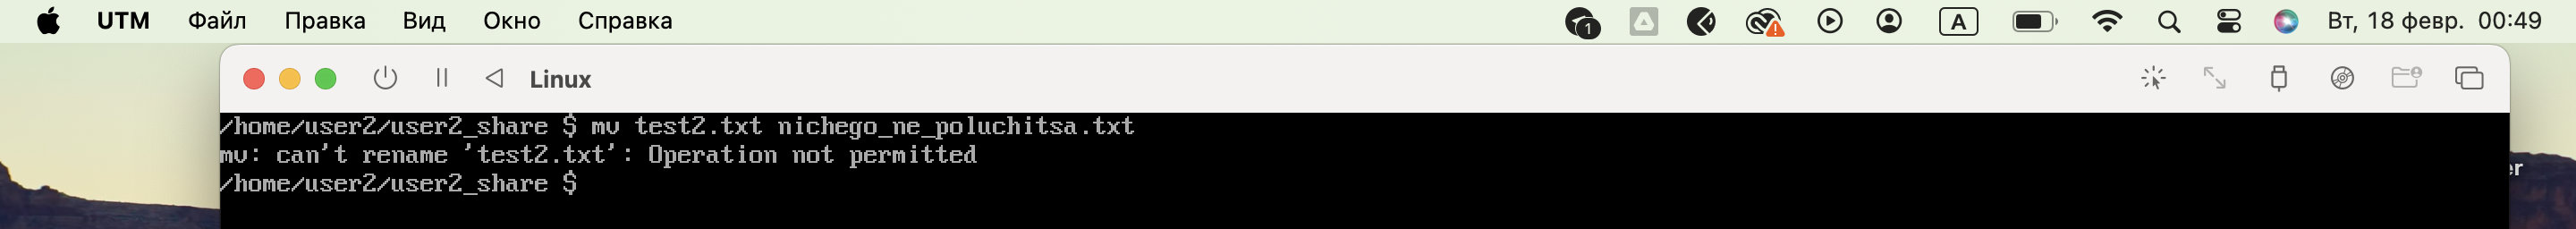 UTM Файл Правка Вид Окно Справка 1 A Вт, 18 февр. 00:49
Linux
/home/user2/user2_share $ mv test2.txt nichego_ne_poluchitsa.txt
mv: can't rename 'test2.txt': Operation not permitted
/home/user2/user2_share $